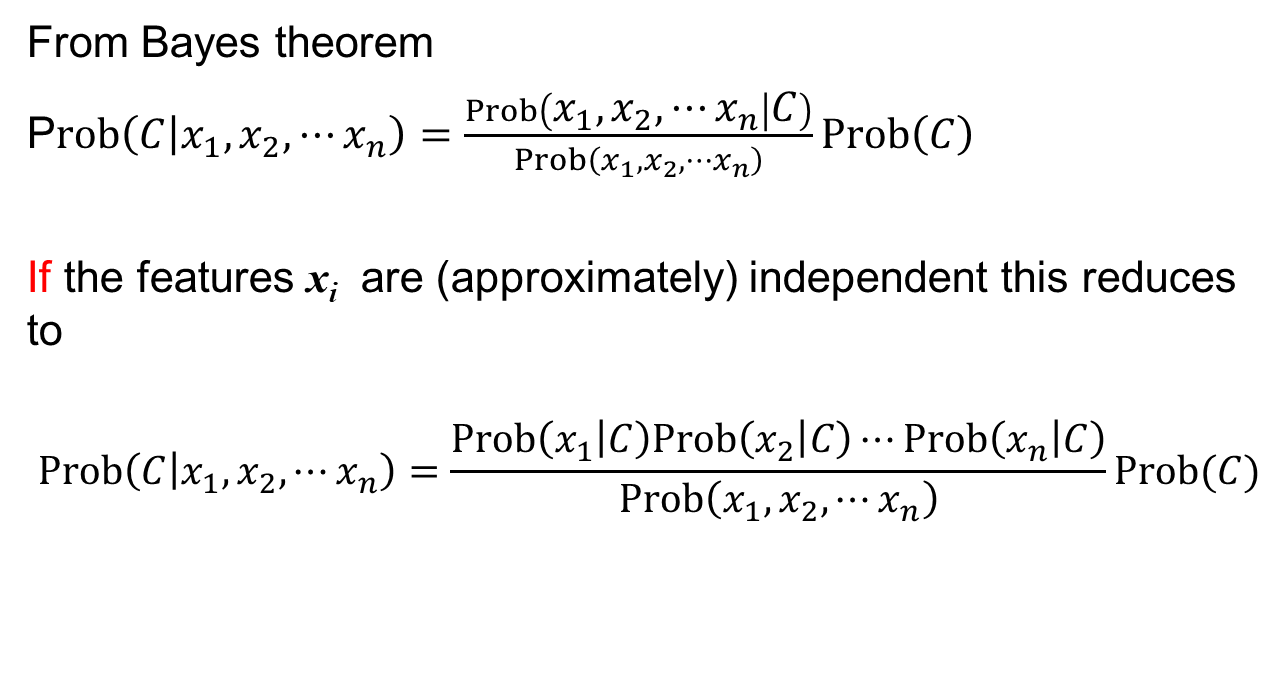 From Bayes theorem
Prob(𝐶|𝑥₁, 𝑥₂, ⋯ 𝑥ₙ) = Prob(𝑥₁, 𝑥₂, ⋯ 𝑥ₙ|𝐶) / Prob(𝑥₁,𝑥₂,⋯𝑥ₙ) Prob(𝐶)
If the features xᵢ are (approximately) independent this reduces
to
Prob(𝐶|𝑥₁, 𝑥₂, ⋯ 𝑥ₙ) = Prob(𝑥₁|𝐶)Prob(𝑥₂|𝐶) ⋯ Prob(𝑥ₙ|𝐶) / Prob(𝑥₁, 𝑥₂, ⋯ 𝑥ₙ) Prob(𝐶)